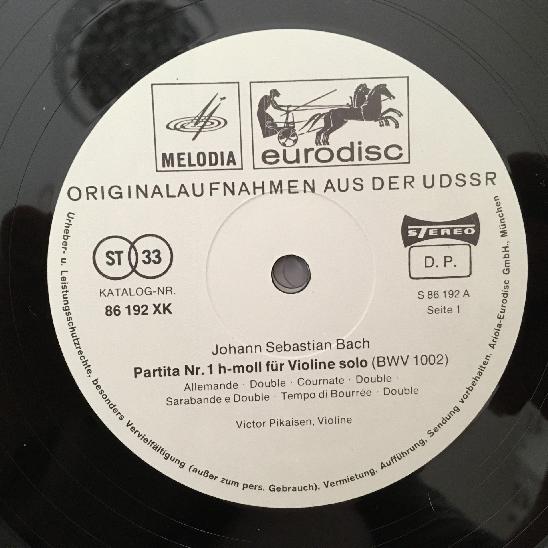 MELODIA
eurodisc
ORIGINALAUFNAHMEN AUS DER UDSSR
ST 33
KATALOG-NR.
86 192 XK
STEREO
D. P.
S 86 192 A
Seite 1
Johann Sebastian Bach
Partita Nr. 1 h-moll für Violine solo (BWV 1002)
Allemande · Double · Cournate · Double ·
Sarabande e Double · Tempo di Bourrée · Double
Victor Pikaisen, Violine
Urheber- u. Leistungsschutzrechte, besonders Vervielfältigung (außer zum pers. Gebrauch), Vermietung, Aufführung, Sendung vorbehalten. Ariola-Eurodisc GmbH., München